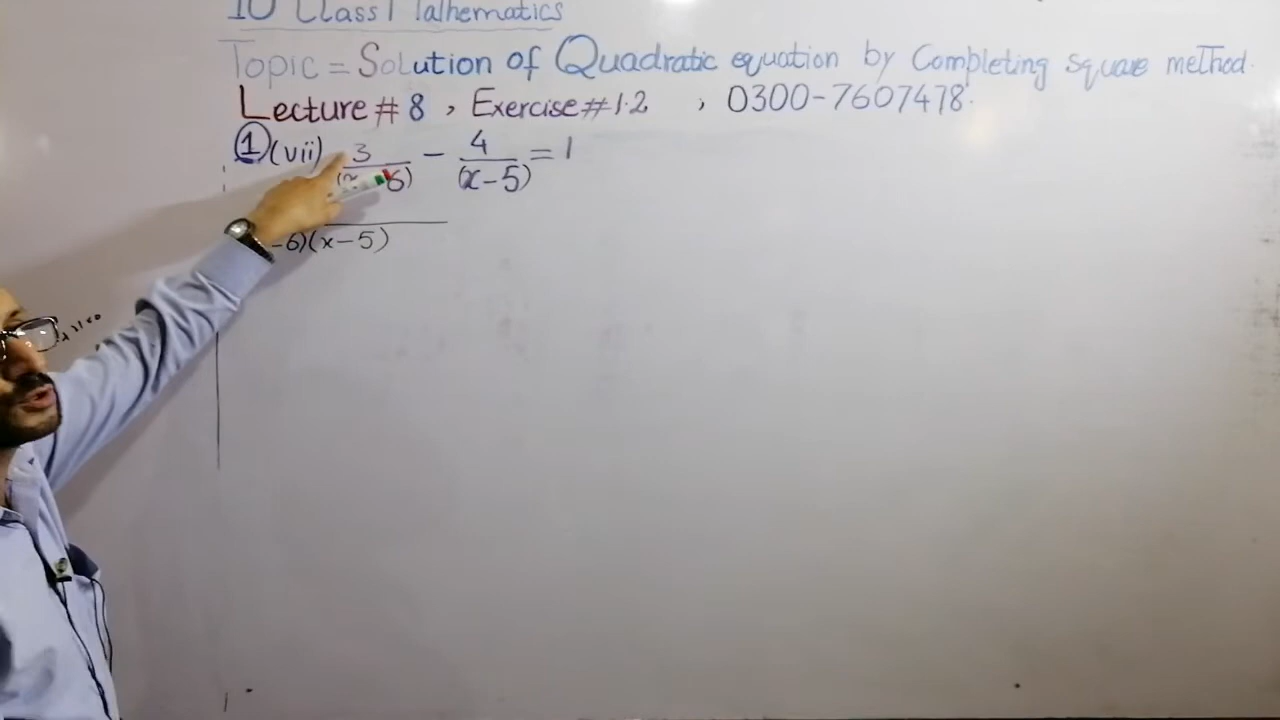 10 Class Mathematics
Topic = Solution of Quadratic equation by Completing square method.
Lecture # 8 , Exercise # 1.2 , 0300-7607478
1 (vii) 3/(x-6) - 4/(x-5) = 1
-6)(x-5)